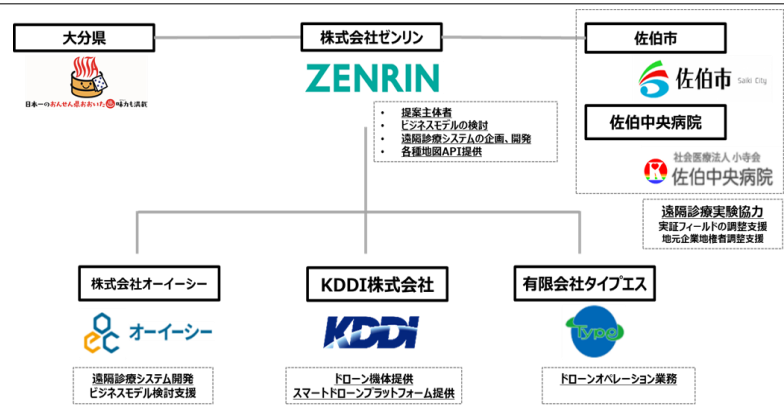 大分県
OITA
日本一のおんせん県おおいた♨味力も満載
株式会社ゼンリン
ZENRIN
・ 提案主体者
・ ビジネスモデルの検討
・ 遠隔診療システムの企画、開発
・ 各種地図API提供
佐伯市
佐伯市 Saiki City
佐伯中央病院
社会医療法人 小寺会
佐伯中央病院
遠隔診療実験協力
実証フィールドの調整支援
地元企業地権者調整支援
株式会社オーイーシー
oec オーイーシー
遠隔診療システム開発
ビジネスモデル検討支援
KDDI株式会社
KDDI
ドローン機体提供
スマートドローンプラットフォーム提供
有限会社タイプエス
TypeS
ドローンオペレーション業務